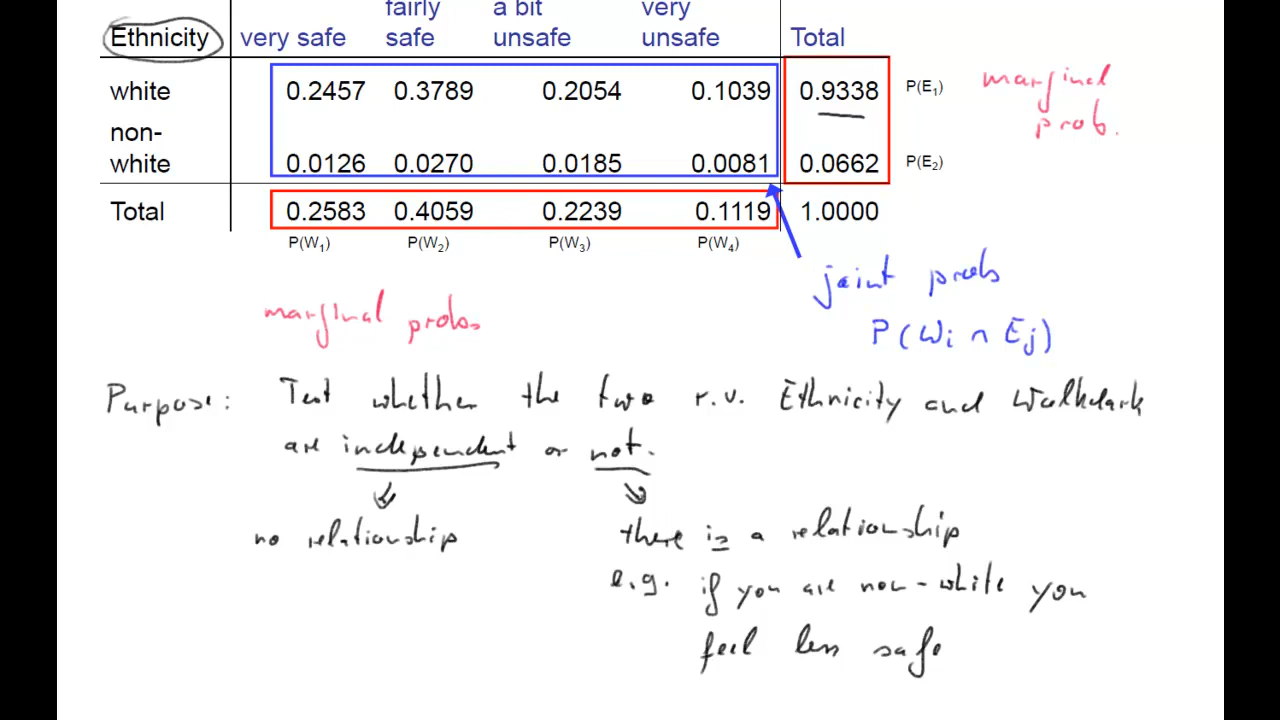 fairly a bit very
Ethnicity very safe safe unsafe unsafe Total
white 0.2457 0.3789 0.2054 0.1039 0.9338 P(E1) marginal
non- prob.
white 0.0126 0.0270 0.0185 0.0081 0.0662 P(E2)
Total 0.2583 0.4059 0.2239 0.1119 1.0000
P(W1) P(W2) P(W3) P(W4)
joint probs
marginal probs. P(Wi ∩ Ej)
Purpose: Test whether the two r.v. Ethnicity and Walkdark
are independent or not.
no relationship there is a relationship
e.g. if you are non-white you
feel less safe